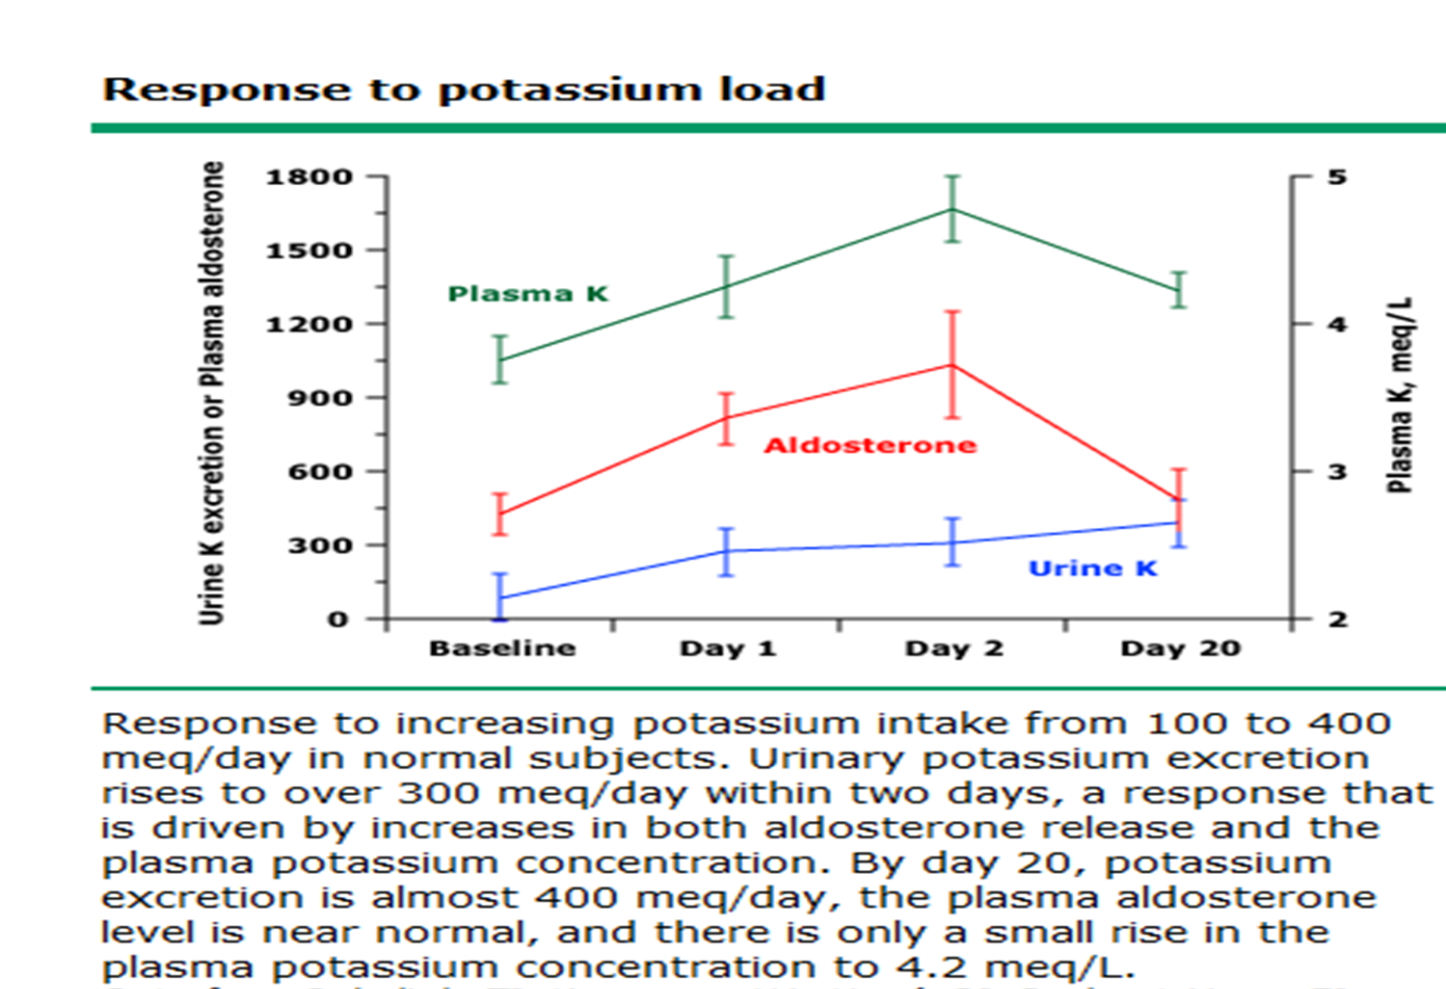 Response to potassium load
Urine K excretion or Plasma aldosterone
1800
1500
1200
900
600
300
0
Plasma K
Aldosterone
Urine K
5
4
3
2
Plasma K, meq/L
Baseline Day 1 Day 2 Day 20
Response to increasing potassium intake from 100 to 400
meq/day in normal subjects. Urinary potassium excretion
rises to over 300 meq/day within two days, a response that
is driven by increases in both aldosterone release and the
plasma potassium concentration. By day 20, potassium
excretion is almost 400 meq/day, the plasma aldosterone
level is near normal, and there is only a small rise in the
plasma potassium concentration to 4.2 meq/L.